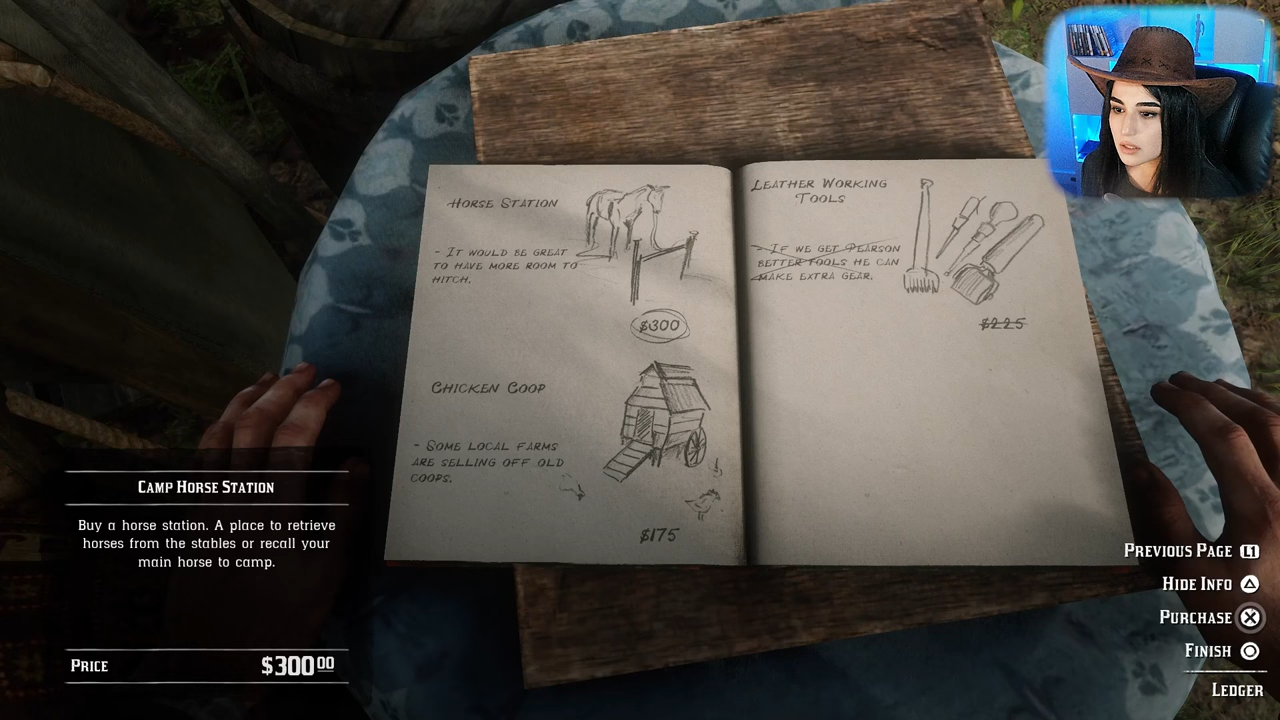 Horse Station
- It would be great
to have more room to
hitch.
$300
Chicken Coop
- Some local farms
are selling off old
coops.
$175
Leather Working
Tools
- If we get Pearson
better tools he can
make extra gear.
$225
Camp Horse Station
Buy a horse station. A place to retrieve
horses from the stables or recall your
main horse to camp.
Price $300.00
Previous Page L1
Hide Info
Purchase
Finish
Ledger